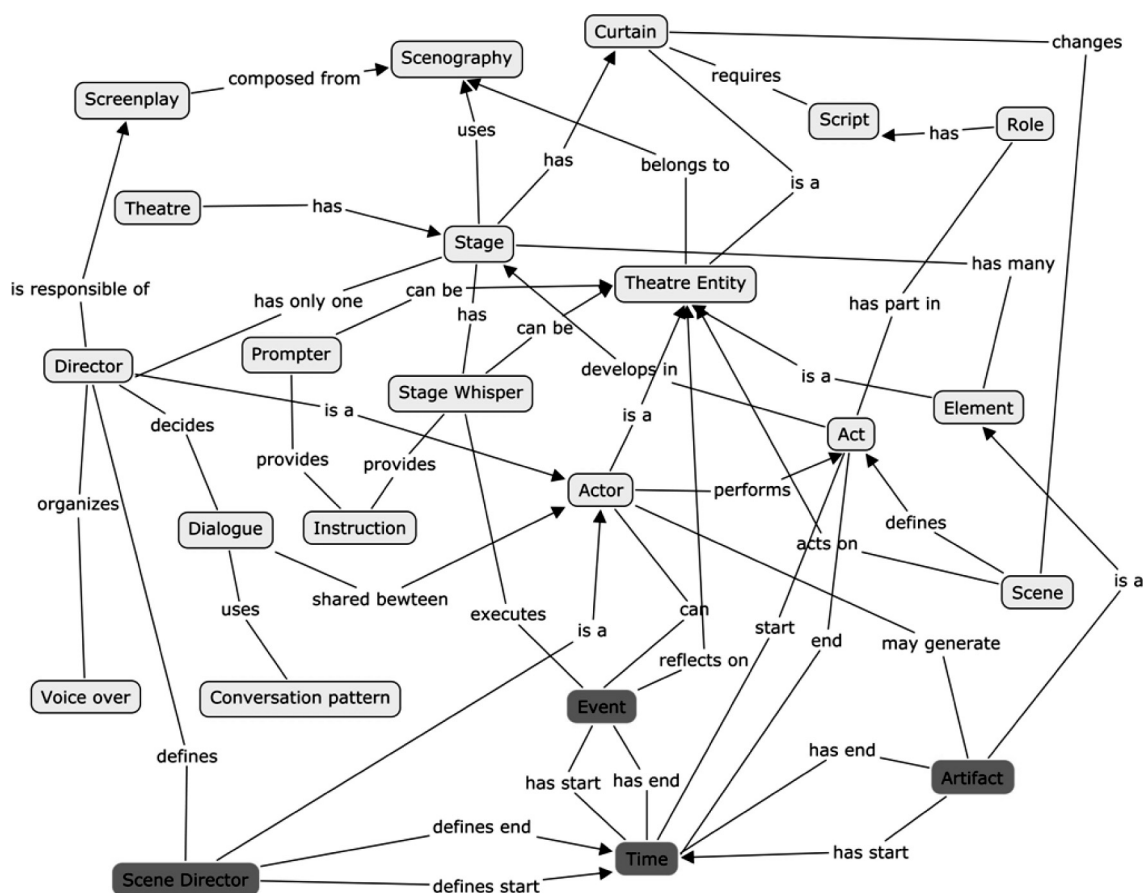 Curtain
changes
Scenography
composed from
requires
Screenplay
Script
has
Role
uses
has
belongs to
is a
Theatre
has
Stage
has many
Theatre Entity
is responsible of
has only one
can be
has
has part in
can be
Director
Prompter
develops in
is a
Stage Whisper
Element
is a
is a
decides
Act
provides
provides
Actor
performs
organizes
Dialogue
Instruction
defines
acts on
is a
Scene
shared bewteen
uses
executes
can
is a
start
end
may generate
reflects on
Voice over
Conversation pattern
Event
defines
has end
has start
has end
Artifact
defines end
Time
has start
Scene Director
defines start